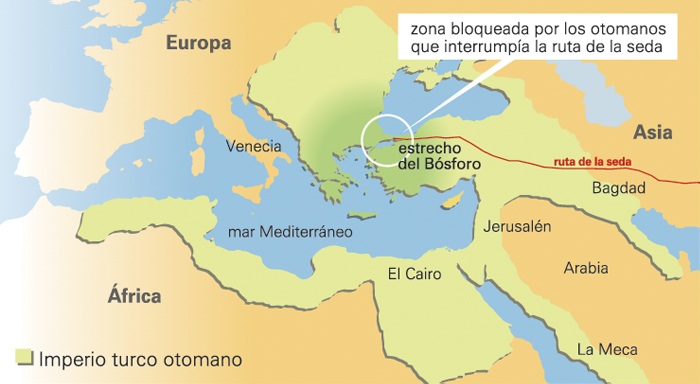 zona bloqueada por los otomanos
que interrumpía la ruta de la seda
Europa
Asia
Venecia
estrecho
del Bósforo
ruta de la seda
Bagdad
mar Mediterráneo
Jerusalén
El Cairo
Arabia
África
La Meca
Imperio turco otomano